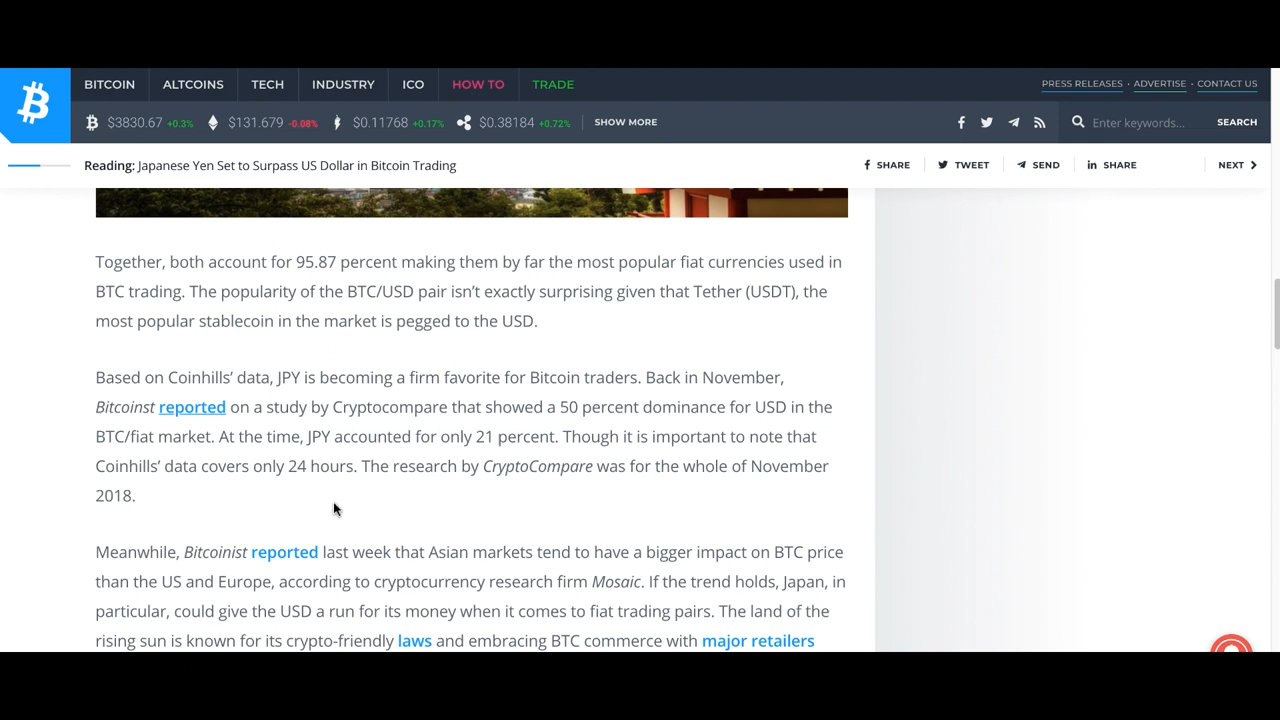 BITCOIN ALTCOINS TECH INDUSTRY ICO HOW TO TRADE PRESS RELEASES · ADVERTISE · CONTACT US
$3830.67 +0.3% $131.679 -0.08% $0.11768 +0.17% $0.38184 +0.72% SHOW MORE Enter keywords... SEARCH
Reading: Japanese Yen Set to Surpass US Dollar in Bitcoin Trading SHARE TWEET SEND SHARE NEXT
Together, both account for 95.87 percent making them by far the most popular fiat currencies used in
BTC trading. The popularity of the BTC/USD pair isn’t exactly surprising given that Tether (USDT), the
most popular stablecoin in the market is pegged to the USD.
Based on Coinhills’ data, JPY is becoming a firm favorite for Bitcoin traders. Back in November,
Bitcoinst reported on a study by Cryptocompare that showed a 50 percent dominance for USD in the
BTC/fiat market. At the time, JPY accounted for only 21 percent. Though it is important to note that
Coinhills’ data covers only 24 hours. The research by CryptoCompare was for the whole of November
2018.
Meanwhile, Bitcoinist reported last week that Asian markets tend to have a bigger impact on BTC price
than the US and Europe, according to cryptocurrency research firm Mosaic. If the trend holds, Japan, in
particular, could give the USD a run for its money when it comes to fiat trading pairs. The land of the
rising sun is known for its crypto-friendly laws and embracing BTC commerce with major retailers